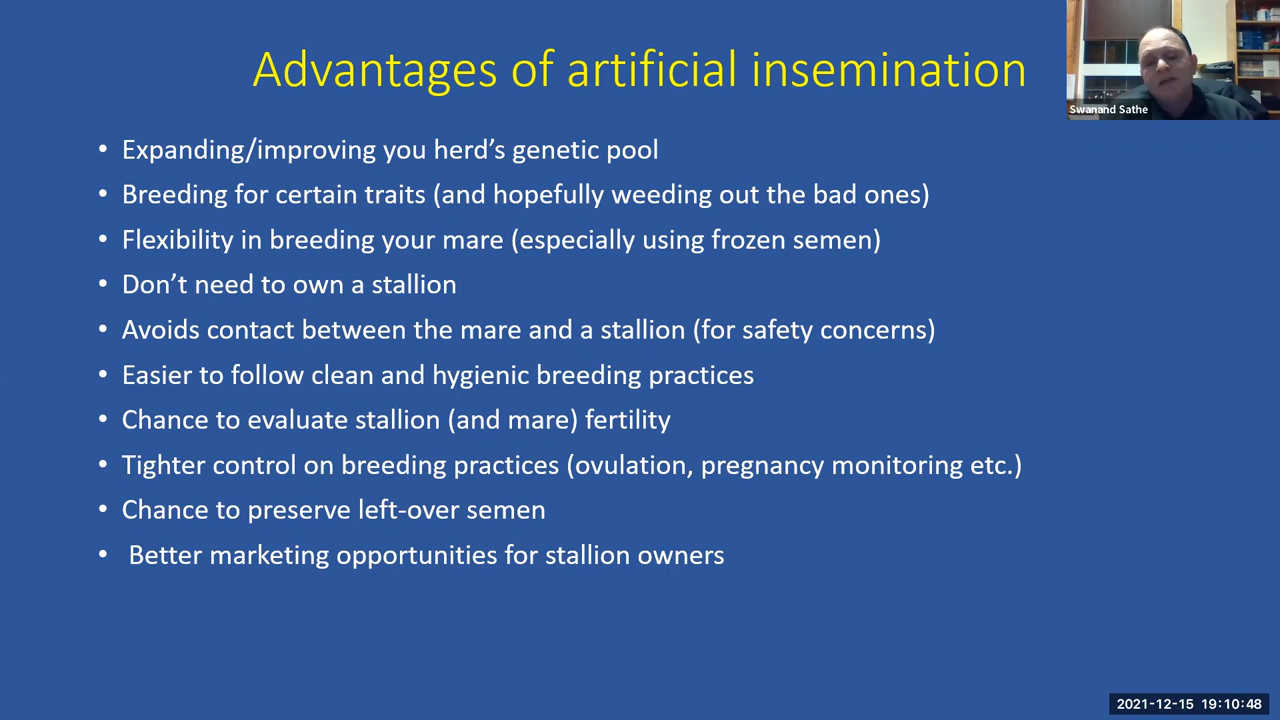 Advantages of artificial insemination
Swanand Sathe
• Expanding/improving you herd’s genetic pool
• Breeding for certain traits (and hopefully weeding out the bad ones)
• Flexibility in breeding your mare (especially using frozen semen)
• Don’t need to own a stallion
• Avoids contact between the mare and a stallion (for safety concerns)
• Easier to follow clean and hygienic breeding practices
• Chance to evaluate stallion (and mare) fertility
• Tighter control on breeding practices (ovulation, pregnancy monitoring etc.)
• Chance to preserve left-over semen
• Better marketing opportunities for stallion owners
2021-12-15 19:10:48